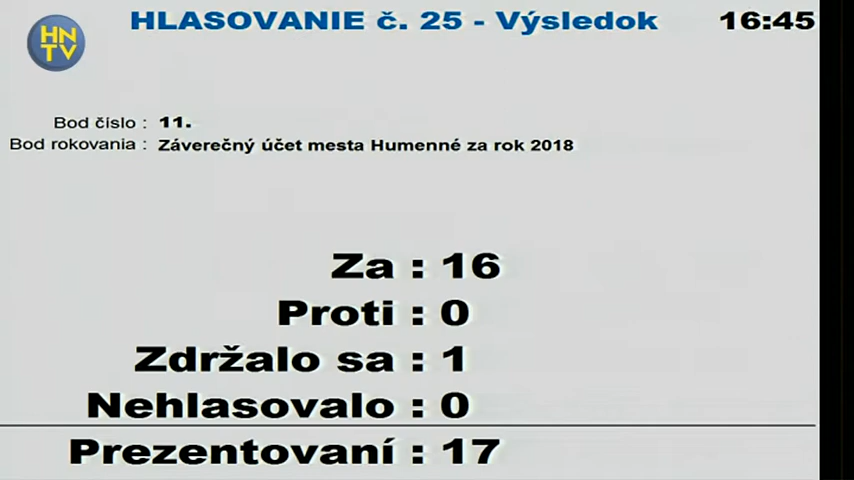 HN
TV
HLASOVANIE č. 25 - Výsledok 16:45
Bod číslo : 11.
Bod rokovania : Záverečný účet mesta Humenné za rok 2018
Za : 16
Proti : 0
Zdržalo sa : 1
Nehlasovalo : 0
Prezentovaní : 17